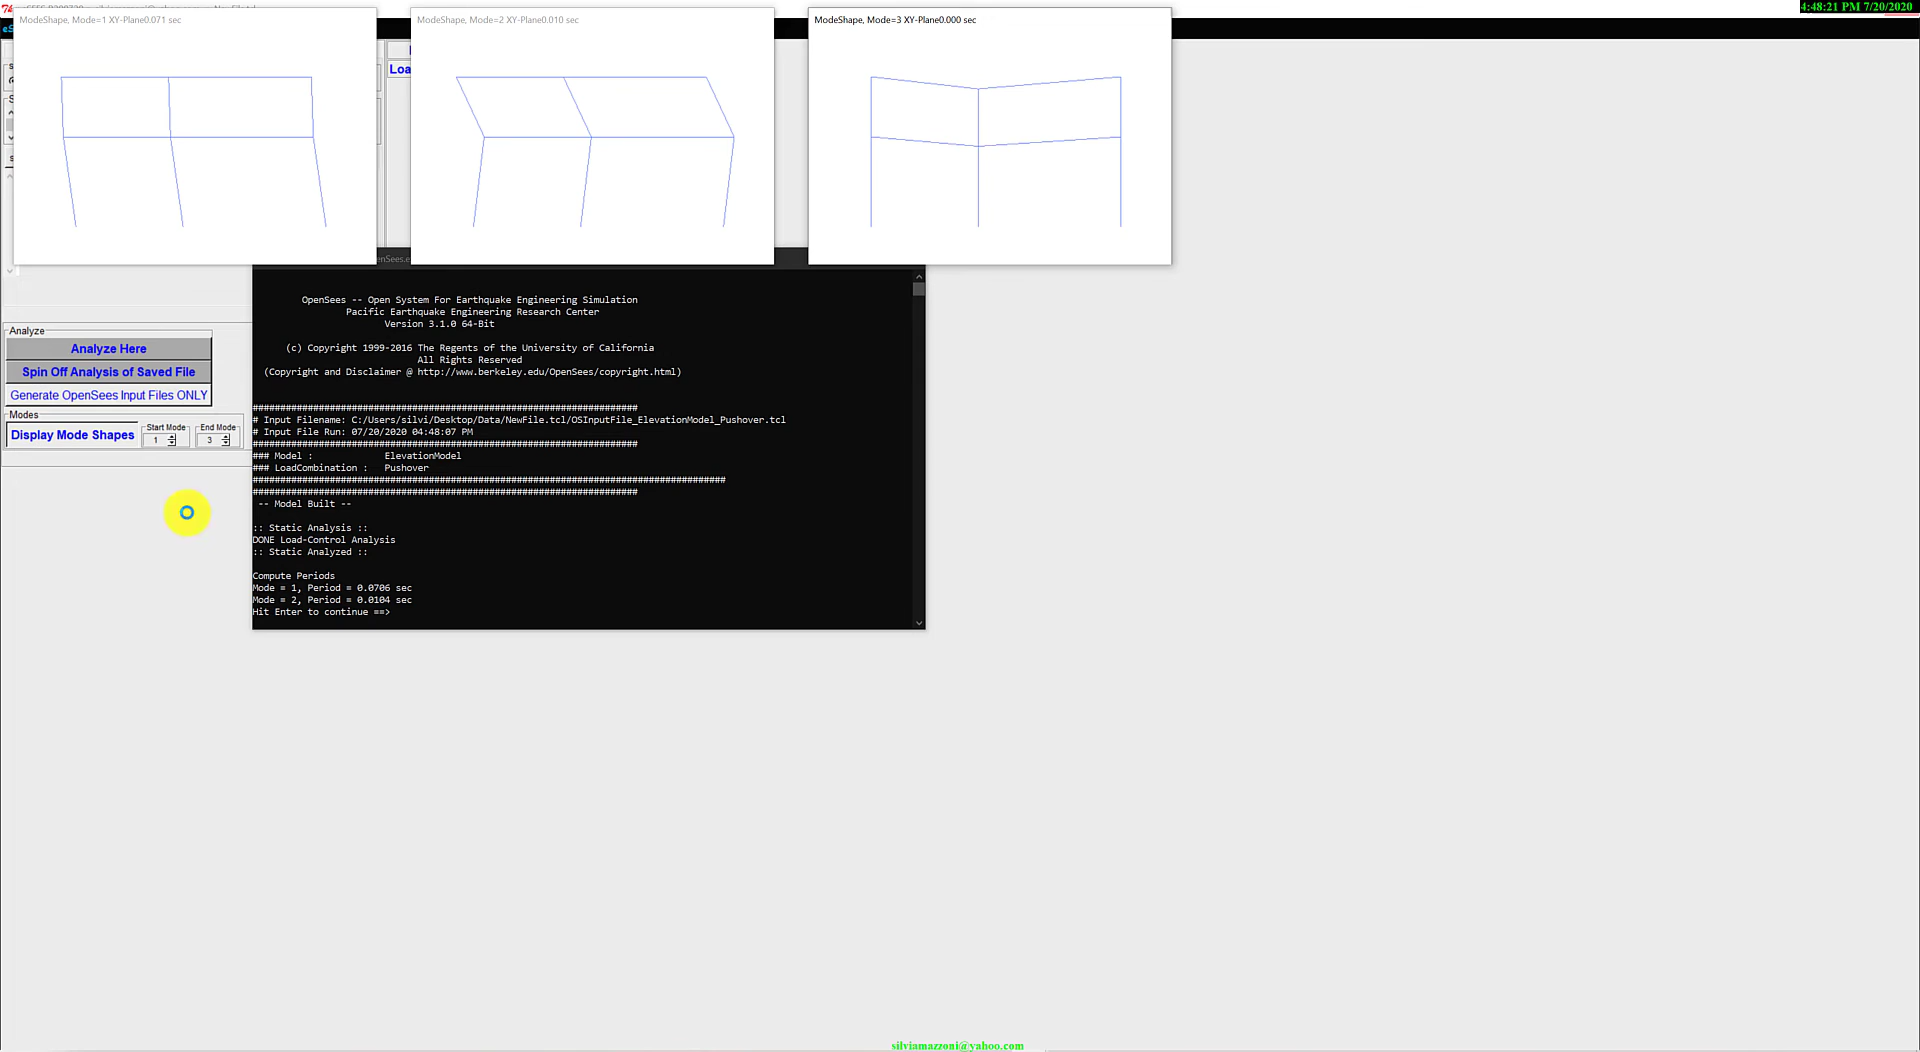 4:48:21 PM 7/20/2020
ModeShape, Mode=1 XY-Plane0.071 sec
ModeShape, Mode=2 XY-Plane0.010 sec
ModeShape, Mode=3 XY-Plane0.000 sec
Loa
OpenSees -- Open System For Earthquake Engineering Simulation
Pacific Earthquake Engineering Research Center
Version 3.1.0 64-Bit
(c) Copyright 1999-2016 The Regents of the University of California
All Rights Reserved
(Copyright and Disclaimer @ http://www.berkeley.edu/OpenSees/copyright.html)
######################################################################
# Input Filename: C:/Users/silvi/Desktop/Data/NewFile.tcl/OSInputFile_ElevationModel_Pushover.tcl
# Input File Run: 07/20/2020 04:48:07 PM
######################################################################
### Model : ElevationModel
### LoadCombination : Pushover
######################################################################################
######################################################################
-- Model Built --
:: Static Analysis ::
DONE Load-Control Analysis
:: Static Analyzed ::
Compute Periods
Mode = 1, Period = 0.0706 sec
Mode = 2, Period = 0.0104 sec
Hit Enter to continue ==>
Analyze
Analyze Here
Spin Off Analysis of Saved File
Generate OpenSees Input Files ONLY
Modes
Display Mode Shapes
Start Mode
1
End Mode
3
silviamazzoni@yahoo.com